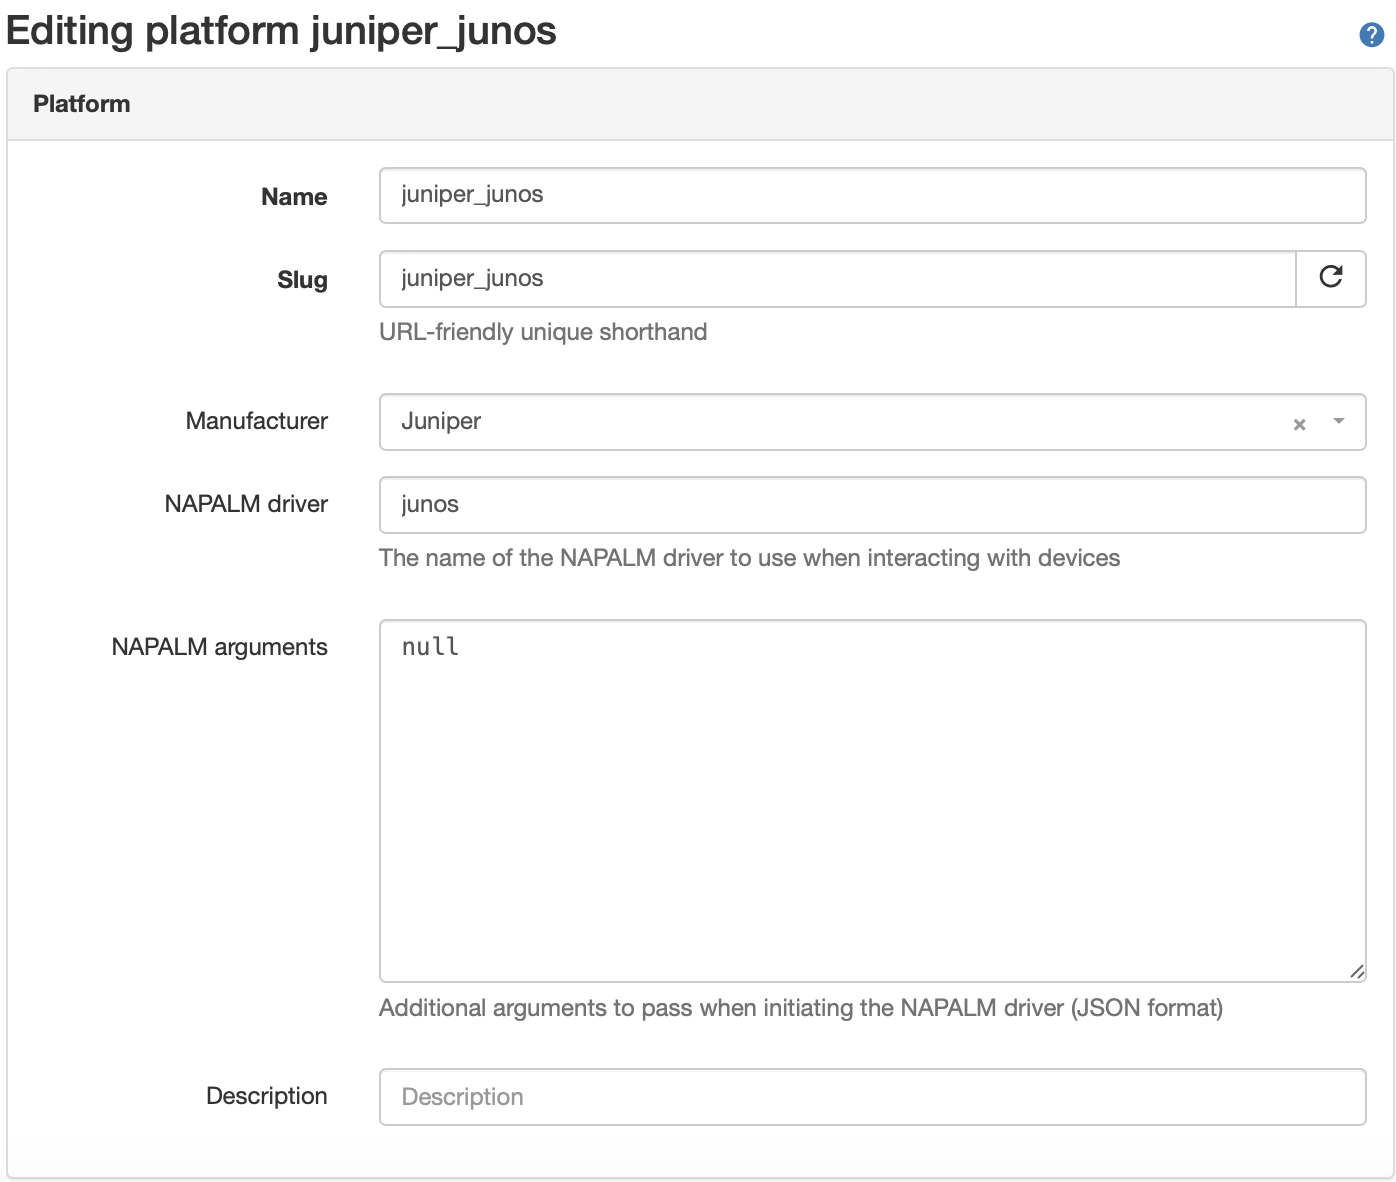 Editing platform juniper_junos
?
Platform
Name
juniper_junos
Slug
juniper_junos
URL-friendly unique shorthand
Manufacturer
Juniper
NAPALM driver
junos
The name of the NAPALM driver to use when interacting with devices
NAPALM arguments
null
Additional arguments to pass when initiating the NAPALM driver (JSON format)
Description
Description